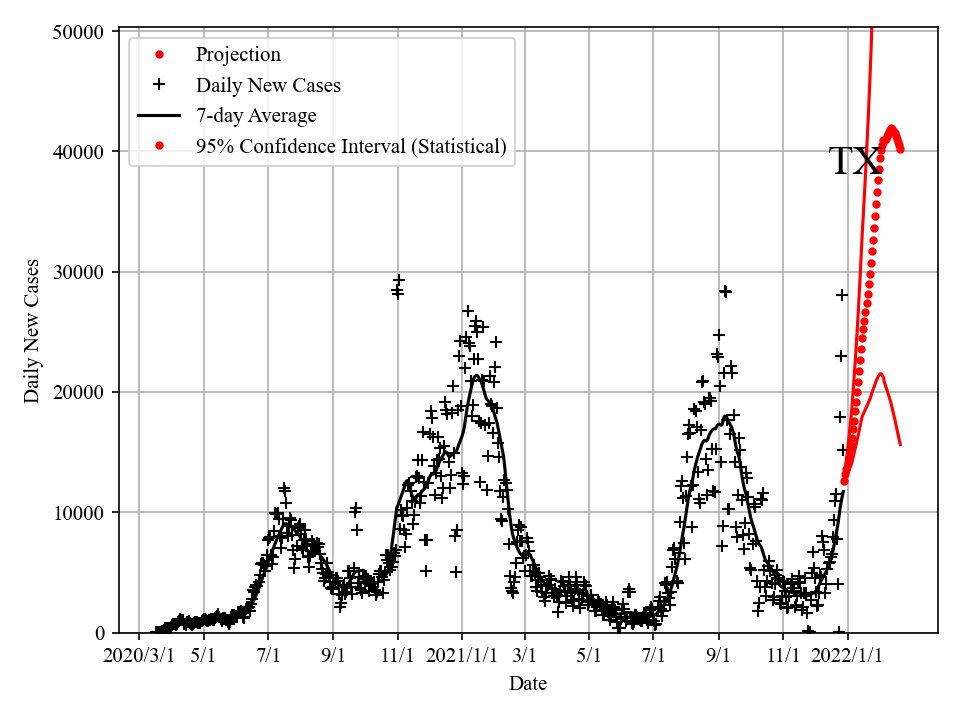 50000
40000
30000
20000
10000
0
Daily New Cases
Projection
Daily New Cases
7-day Average
95% Confidence Interval (Statistical)
TX
2020/3/1 5/1 7/1 9/1 11/1 2021/1/1 3/1 5/1 7/1 9/1 11/1 2022/1/1
Date